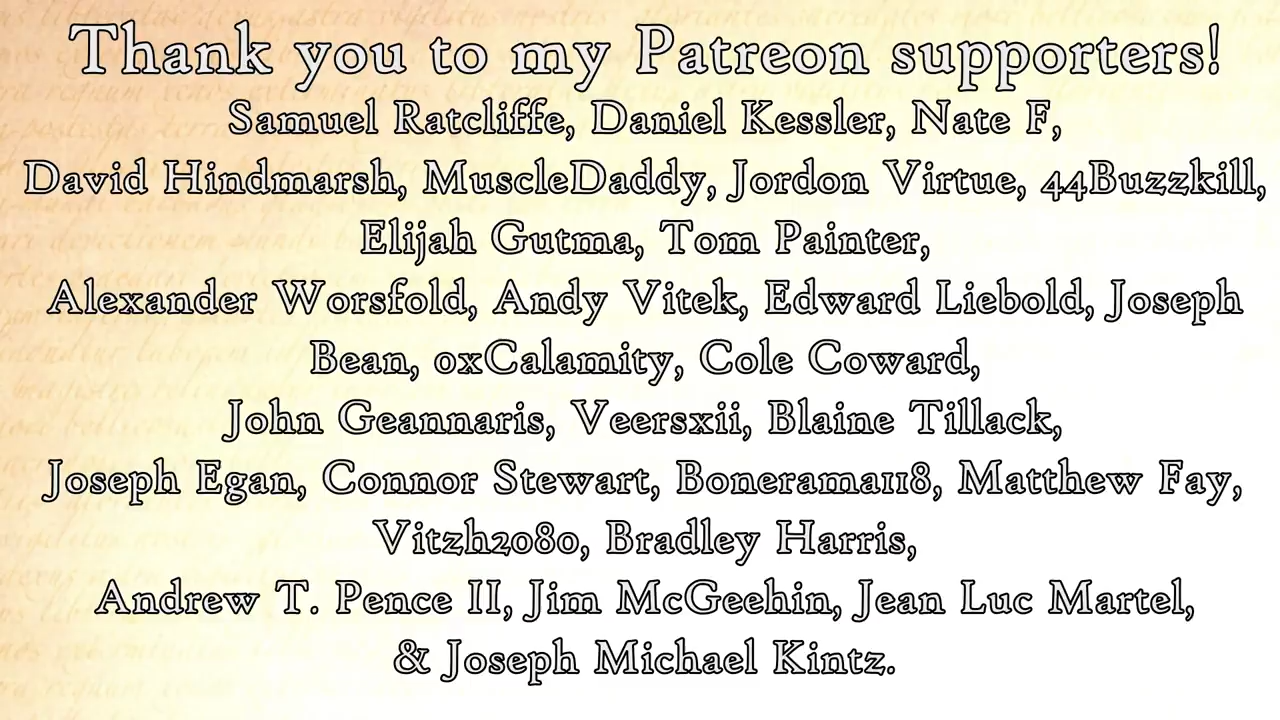 Thank you to my Patreon supporters!
Samuel Ratcliffe, Daniel Kessler, Nate F,
David Hindmarsh, MuscleDaddy, Jordon Virtue, 44Buzzkill,
Elijah Gutma, Tom Painter,
Alexander Worsfold, Andy Vitek, Edward Liebold, Joseph
Bean, 0xCalamity, Cole Coward,
John Geannaris, Veersxii, Blaine Tillack,
Joseph Egan, Connor Stewart, Bonerama118, Matthew Fay,
Vitzh2080, Bradley Harris,
Andrew T. Pence II, Jim McGeehin, Jean Luc Martel,
& Joseph Michael Kintz.